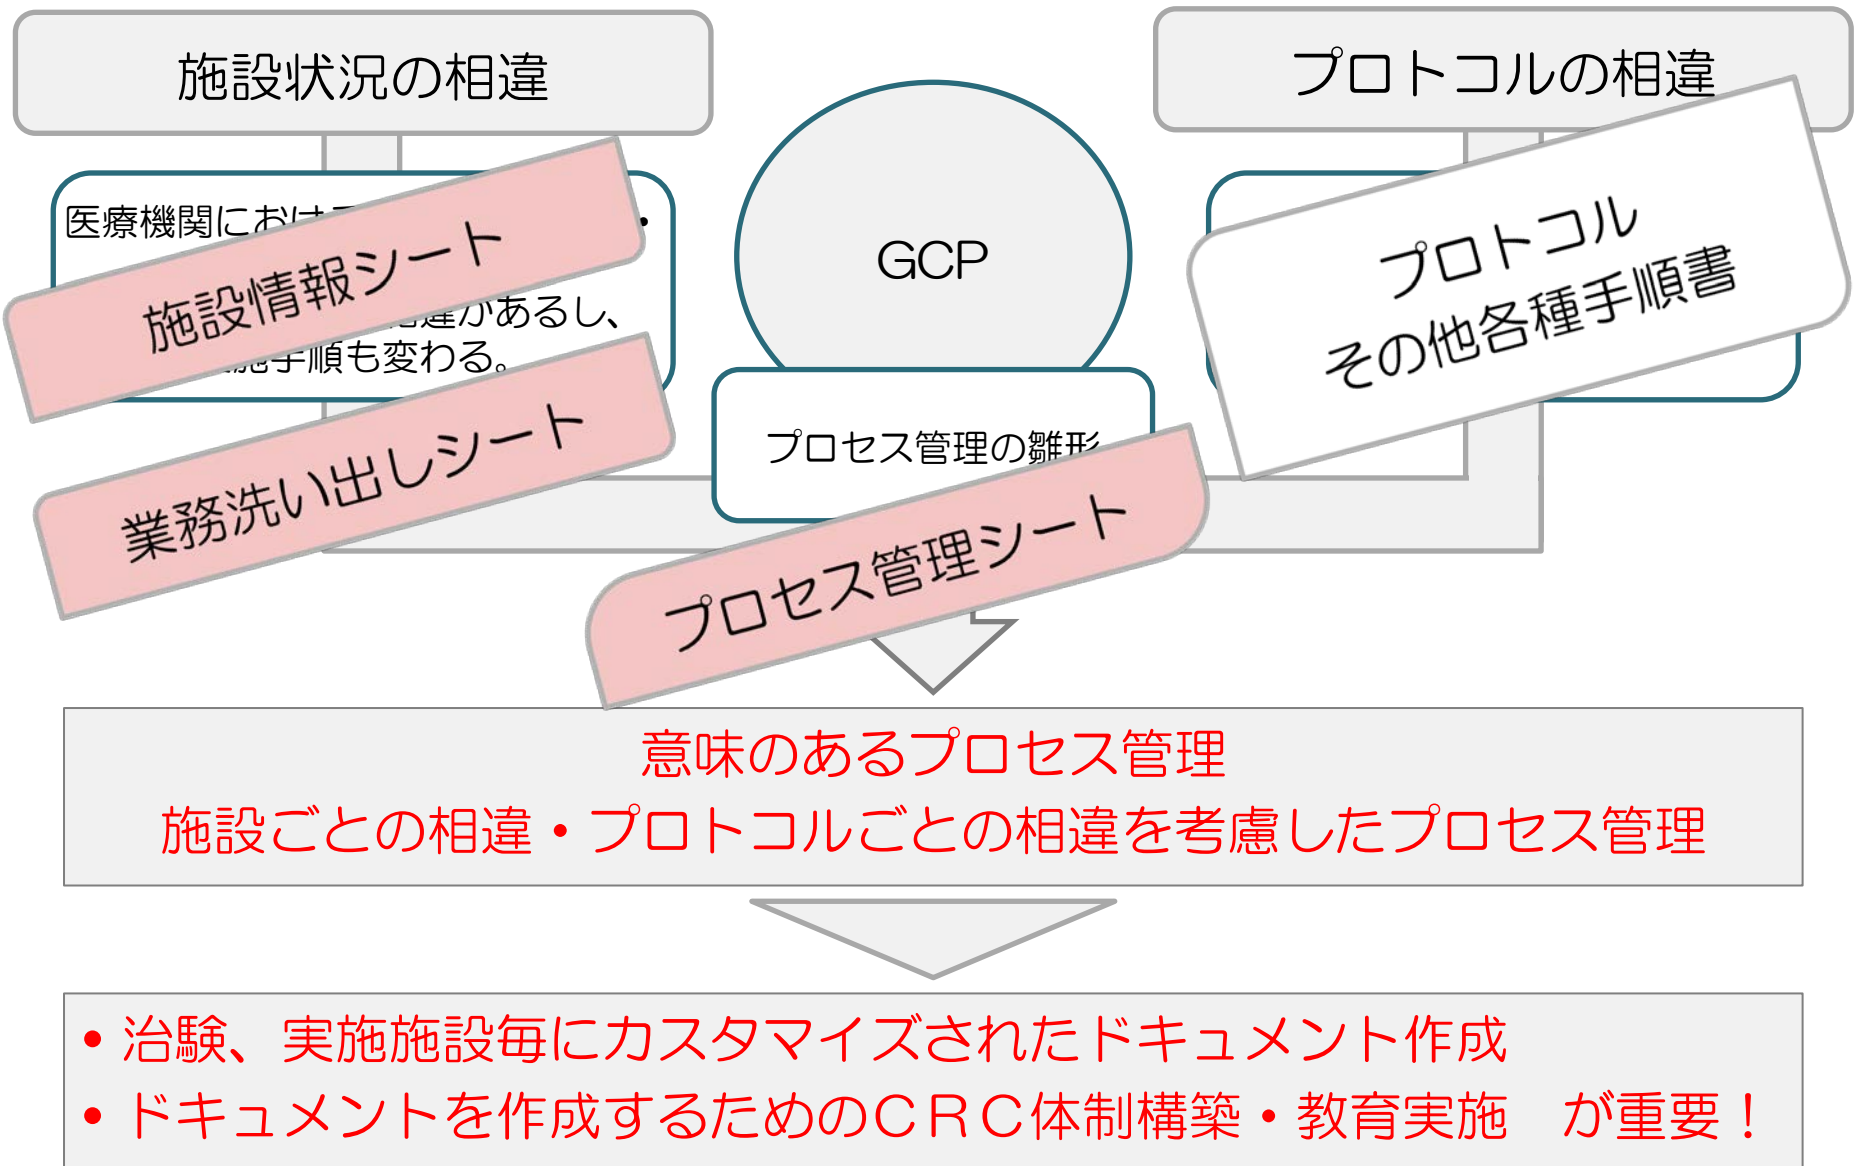 施設状況の相違
プロトコルの相違
医療機関におけ
施設情報シート
があるし、
手順も変わる。
業務洗い出しシート
GCP
プロセス管理の雛形
プロセス管理シート
プロトコル
その他各種手順書
意味のあるプロセス管理
施設ごとの相違・プロトコルごとの相違を考慮したプロセス管理
• 治験、実施施設毎にカスタマイズされたドキュメント作成
• ドキュメントを作成するためのＣＲＣ体制構築・教育実施　が重要！